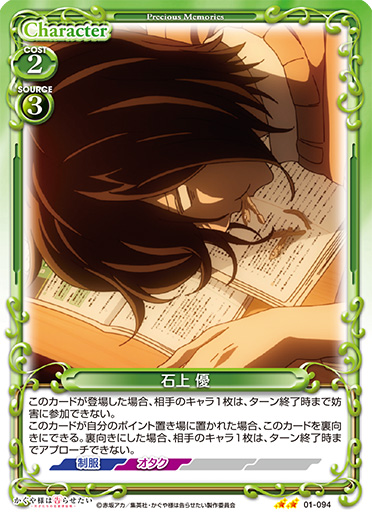 Precious Memories
Character
COST
2
SOURCE
3
石上 優
このカードが登場した場合、相手のキャラ1枚は、ターン終了時まで妨
害に参加できない。
このカードが自分のポイント置き場に置かれた場合、このカードを裏向
きにできる。裏向きにした場合、相手のキャラ1枚は、ターン終了時ま
でアプローチできない。
制服 オタク
かぐや様は告らせたい
©赤坂アカ/集英社・かぐや様は告らせたい製作委員会
01-094